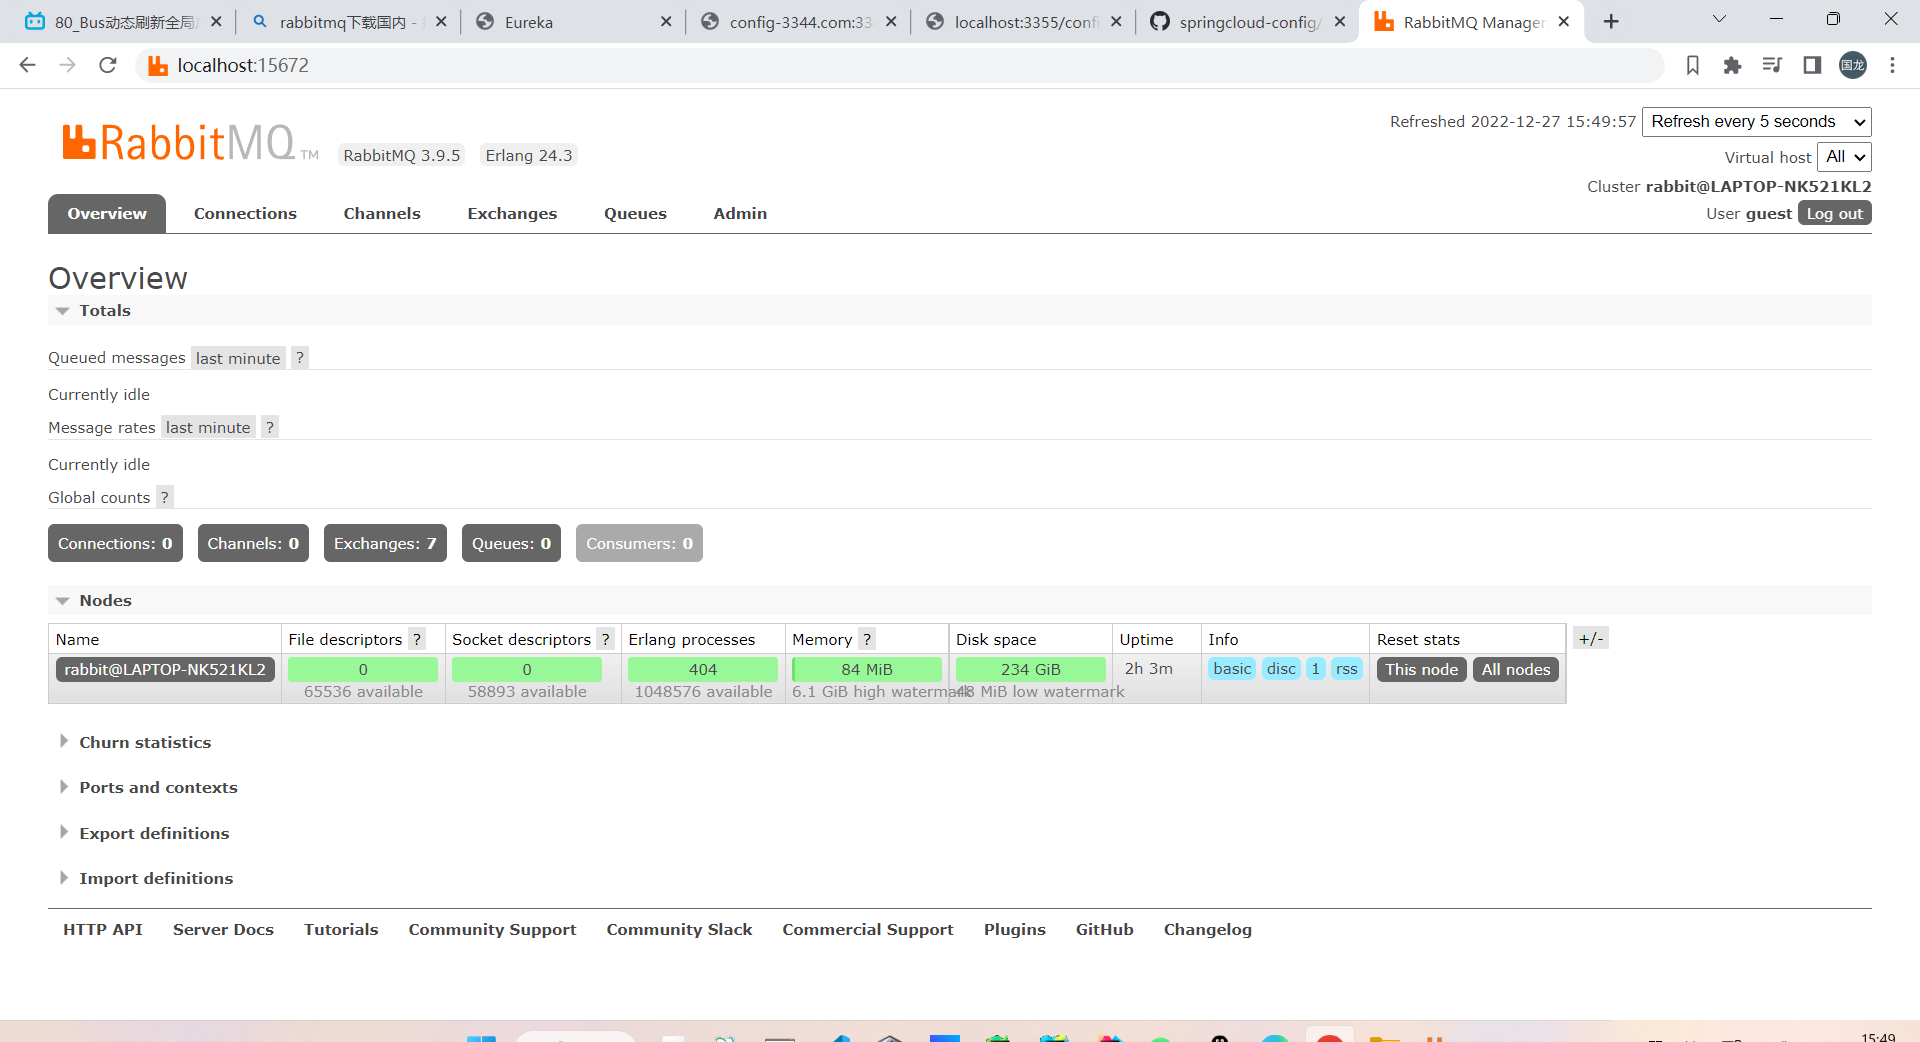 80_Bus动态刷新全局
rabbitmq下载国内 -
Eureka
config-3344.com:334
localhost:3355/confi
springcloud-config/
RabbitMQ Manager
localhost:15672
国龙
RabbitMQ TM
RabbitMQ 3.9.5
Erlang 24.3
Refreshed 2022-12-27 15:49:57
Refresh every 5 seconds
Virtual host
All
Cluster rabbit@LAPTOP-NK521KL2
User guest
Log out
Overview
Connections
Channels
Exchanges
Queues
Admin
Overview
Totals
Queued messages last minute ?
Currently idle
Message rates last minute ?
Currently idle
Global counts ?
Connections: 0
Channels: 0
Exchanges: 7
Queues: 0
Consumers: 0
Nodes
Name File descriptors ? Socket descriptors ? Erlang processes Memory ? Disk space Uptime Info Reset stats +/-
rabbit@LAPTOP-NK521KL2 0 0 404 84 MiB 234 GiB 2h 3m basic disc 1 rss This node All nodes
65536 available 58893 available 1048576 available 6.1 GiB high watermark 48 MiB low watermark
Churn statistics
Ports and contexts
Export definitions
Import definitions
HTTP API
Server Docs
Tutorials
Community Support
Community Slack
Commercial Support
Plugins
GitHub
Changelog
15:49